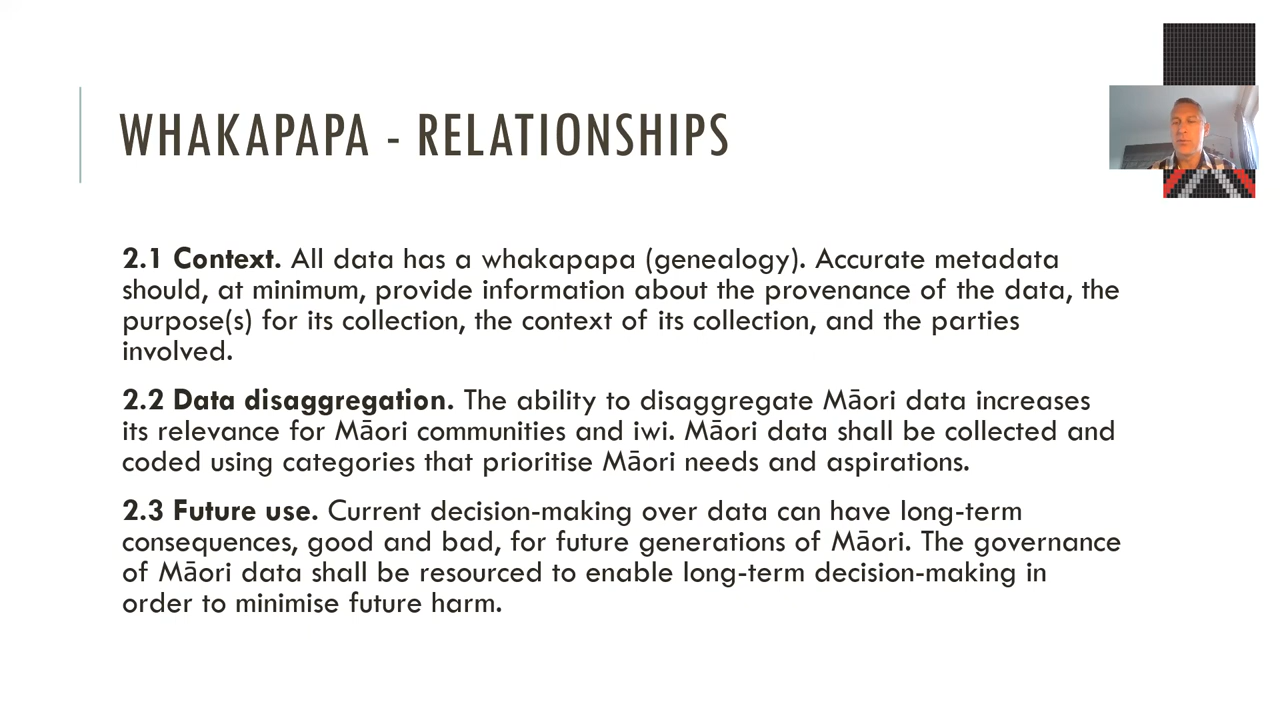 WHAKAPAPA - RELATIONSHIPS
2.1 Context. All data has a whakapapa (genealogy). Accurate metadata
should, at minimum, provide information about the provenance of the data, the
purpose(s) for its collection, the context of its collection, and the parties
involved.
2.2 Data disaggregation. The ability to disaggregate Māori data increases
its relevance for Māori communities and iwi. Māori data shall be collected and
coded using categories that prioritise Māori needs and aspirations.
2.3 Future use. Current decision-making over data can have long-term
consequences, good and bad, for future generations of Māori. The governance
of Māori data shall be resourced to enable long-term decision-making in
order to minimise future harm.